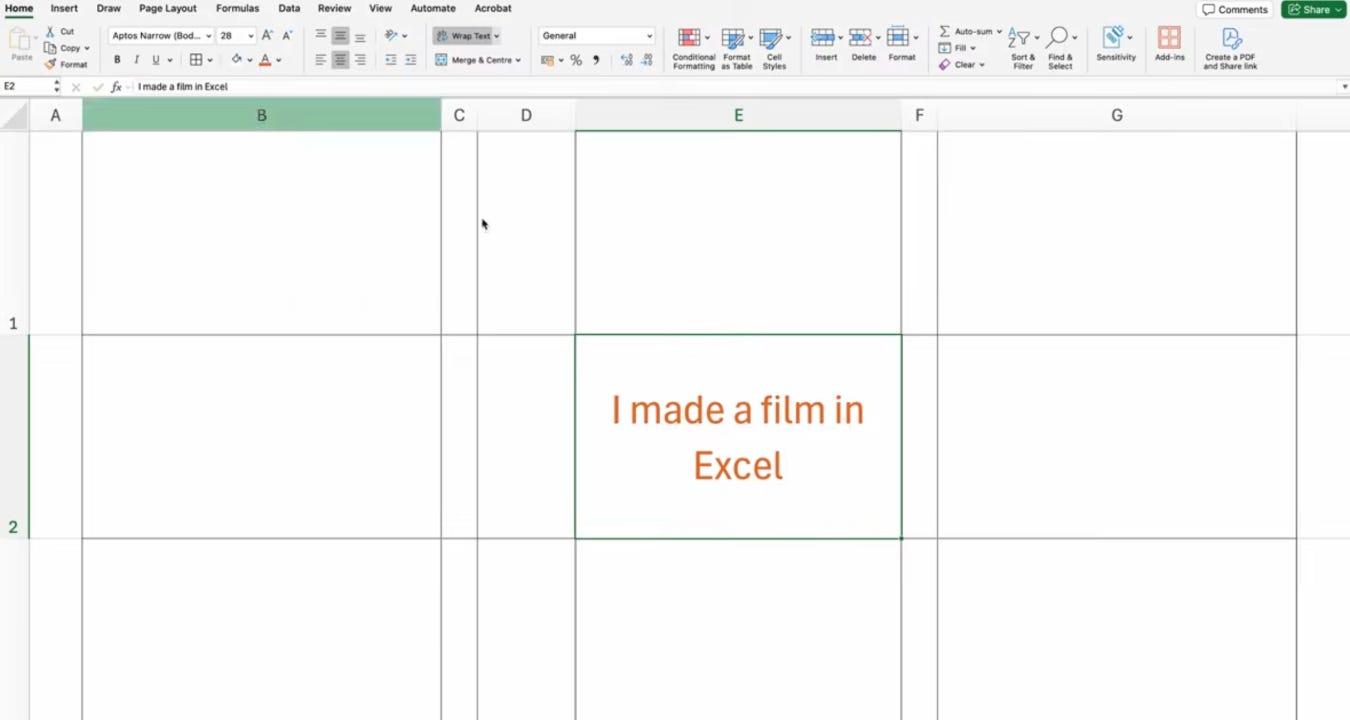 Home Insert Draw Page Layout Formulas Data Review View Automate Acrobat Comments Share
Paste Cut Copy Format
Aptos Narrow (Bod... 28 A A
B I U A
Wrap Text
Merge & Centre
General
%
Conditional Formatting
Format as Table
Cell Styles
Insert
Delete
Format
Auto-sum
Fill
Clear
Sort & Filter
Find & Select
Sensitivity
Add-ins
Create a PDF and Share link
E2 fx I made a film in Excel
A B C D E F G
1
2
I made a film in
Excel